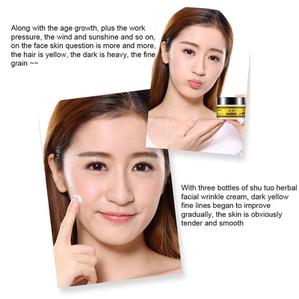 Along with the age growth, plus the work
pressure, the wind and sunshine and so on,
on the face skin question is more and more,
the hair is yellow, the dark is heavy, the fine
grain ~~
With three bottles of shu tuo herbal
facial wrinkle cream, dark yellow
fine lines began to improve
gradually, the skin is obviously
tender and smooth